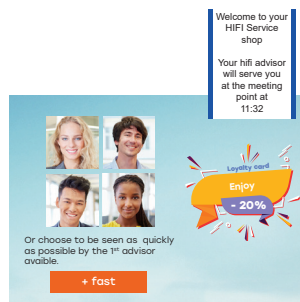 Welcome to your
HIFI Service
shop
Your hifi advisor
will serve you
at the meeting
point at
11:32
Loyalty card
Enjoy
- 20%
Or choose to be seen as quickly
as possible by the 1st advisor
avaible.
+ fast